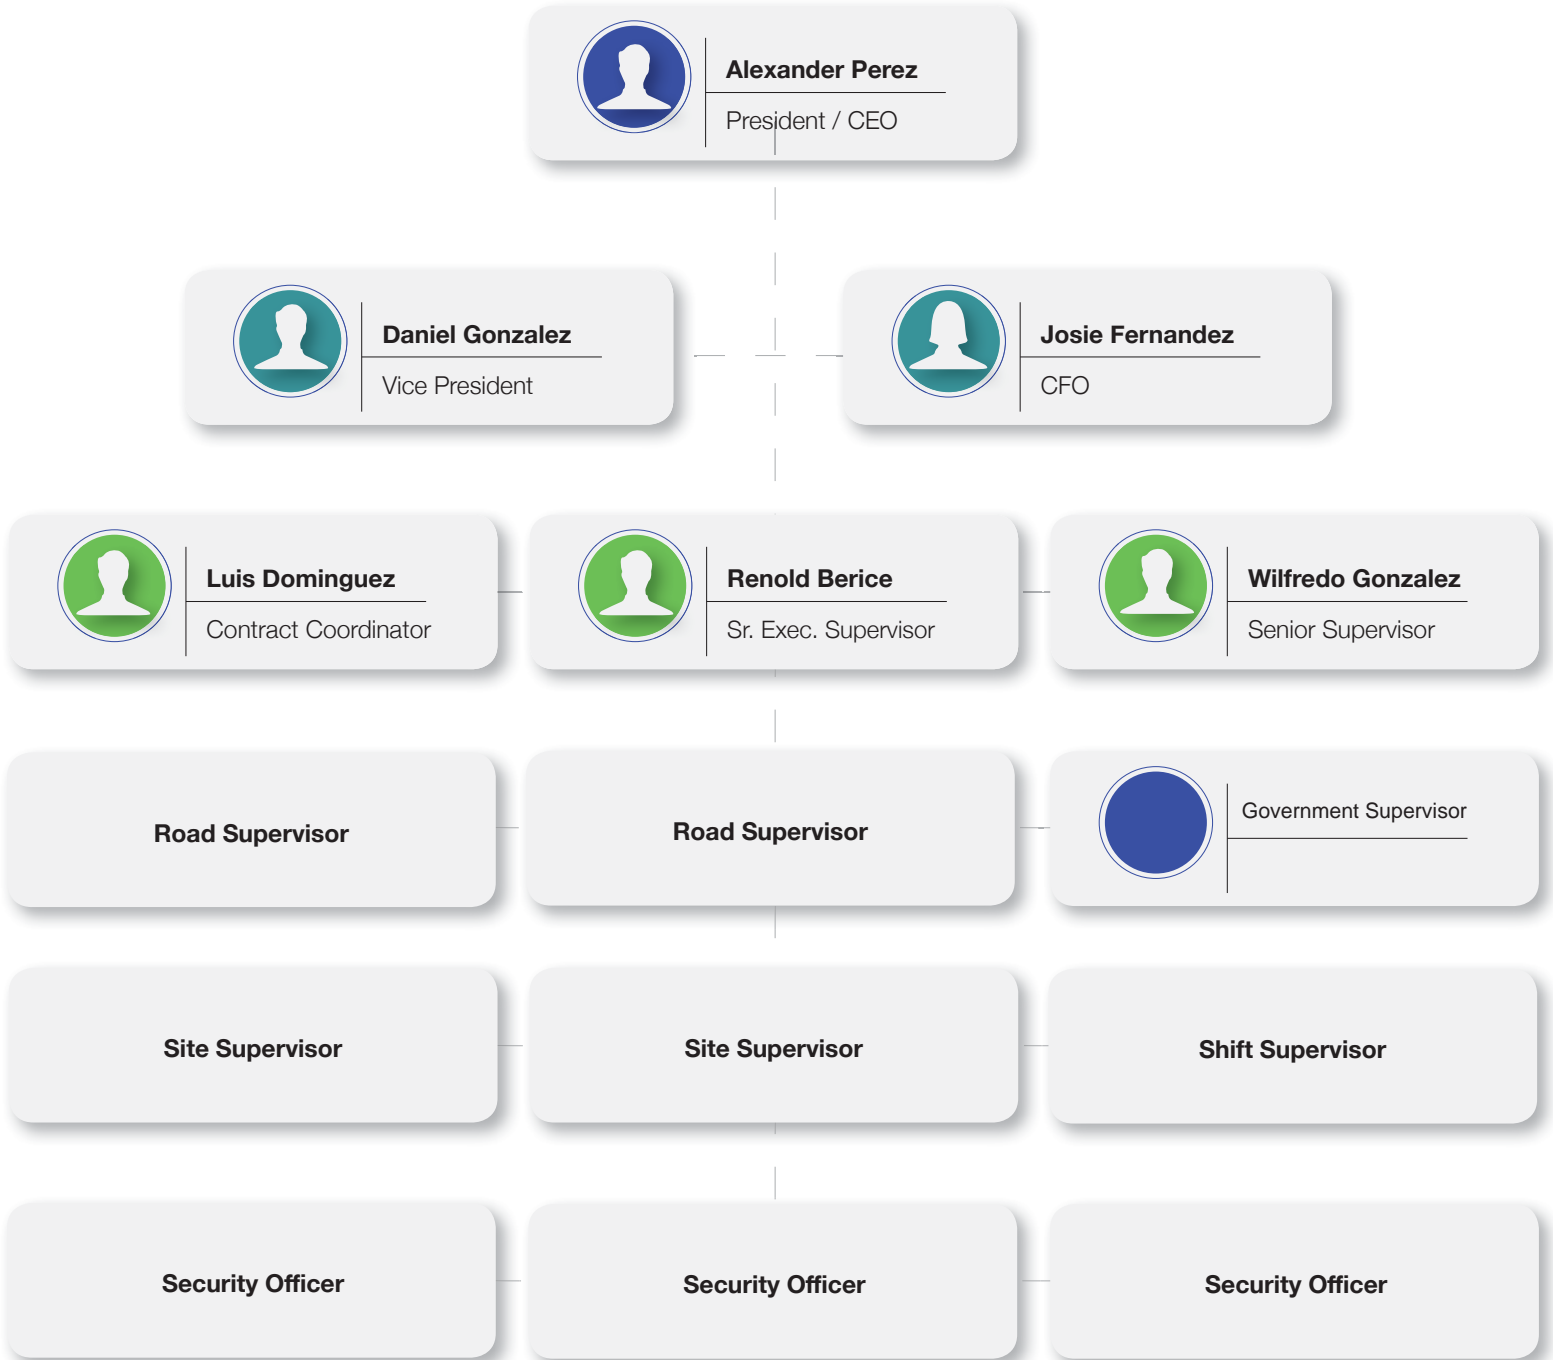 Alexander Perez
President / CEO
Daniel Gonzalez
Vice President
Josie Fernandez
CFO
Luis Dominguez
Contract Coordinator
Renold Berice
Sr. Exec. Supervisor
Wilfredo Gonzalez
Senior Supervisor
Road Supervisor
Road Supervisor
Government Supervisor
Site Supervisor
Site Supervisor
Shift Supervisor
Security Officer
Security Officer
Security Officer